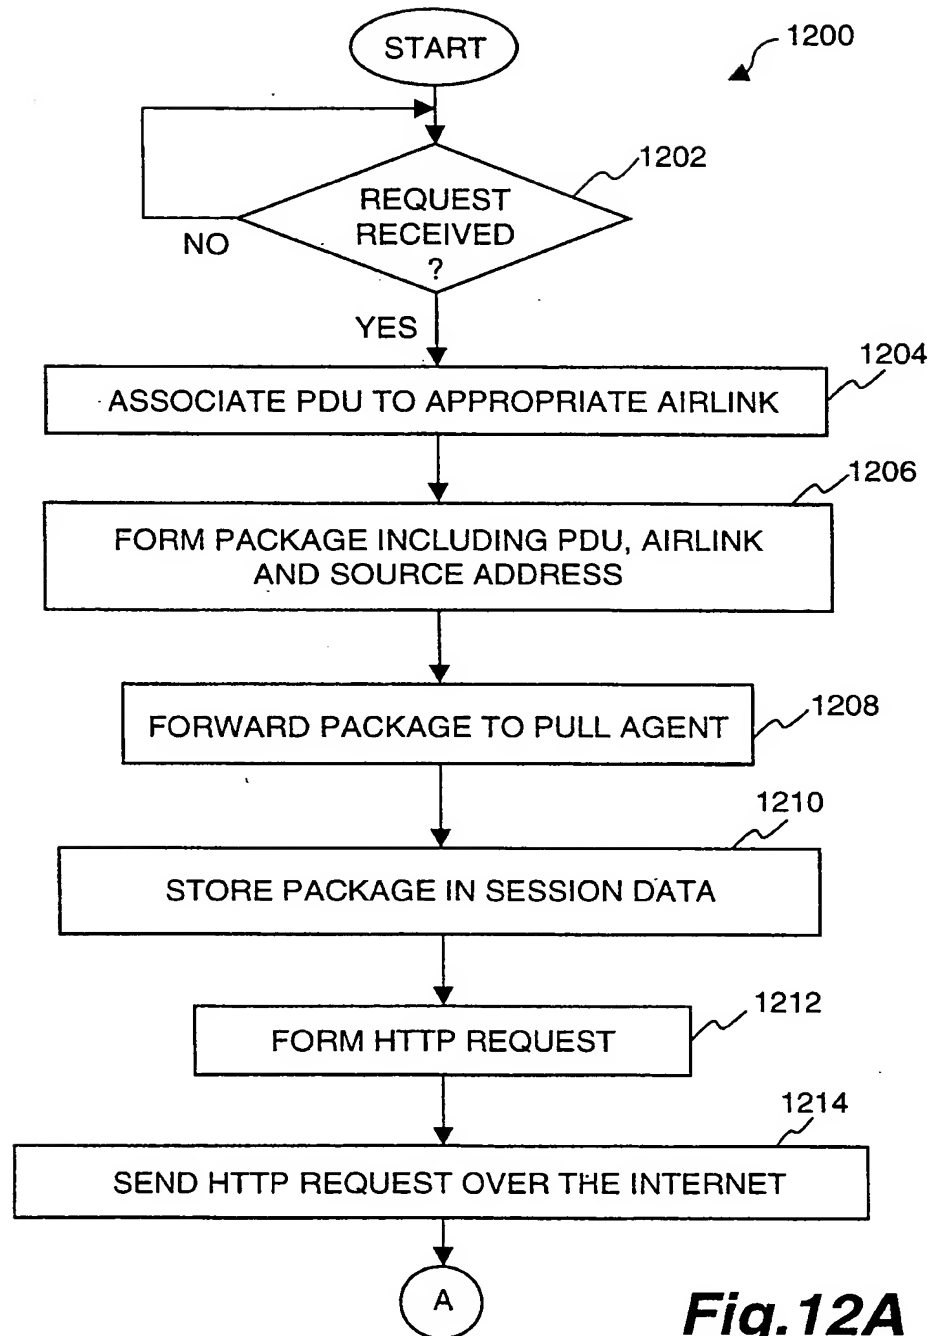 START
1200
1202
REQUEST
RECEIVED
?
NO
YES
1204
ASSOCIATE PDU TO APPROPRIATE AIRLINK
1206
FORM PACKAGE INCLUDING PDU, AIRLINK
AND SOURCE ADDRESS
1208
FORWARD PACKAGE TO PULL AGENT
1210
STORE PACKAGE IN SESSION DATA
1212
FORM HTTP REQUEST
1214
SEND HTTP REQUEST OVER THE INTERNET
A
Fig.12A